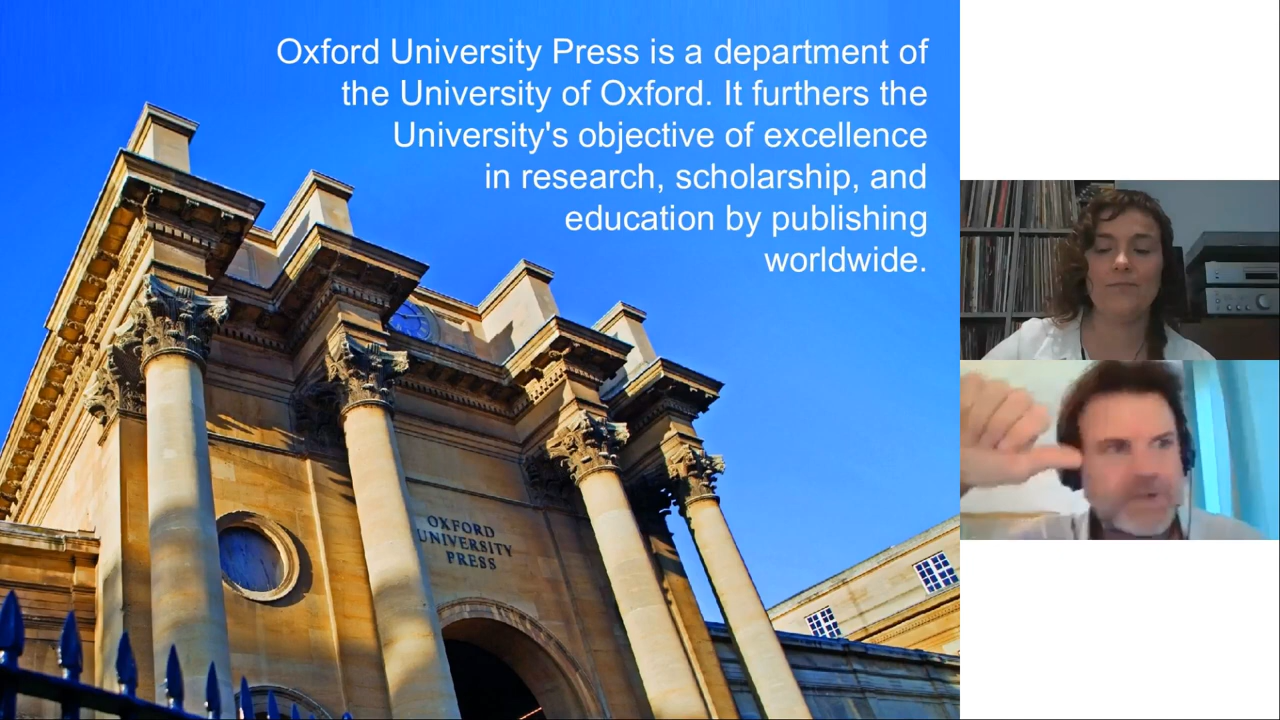 Oxford University Press is a department of
the University of Oxford. It furthers the
University's objective of excellence
in research, scholarship, and
education by publishing
worldwide.
OXFORD
UNIVERSITY
PRESS